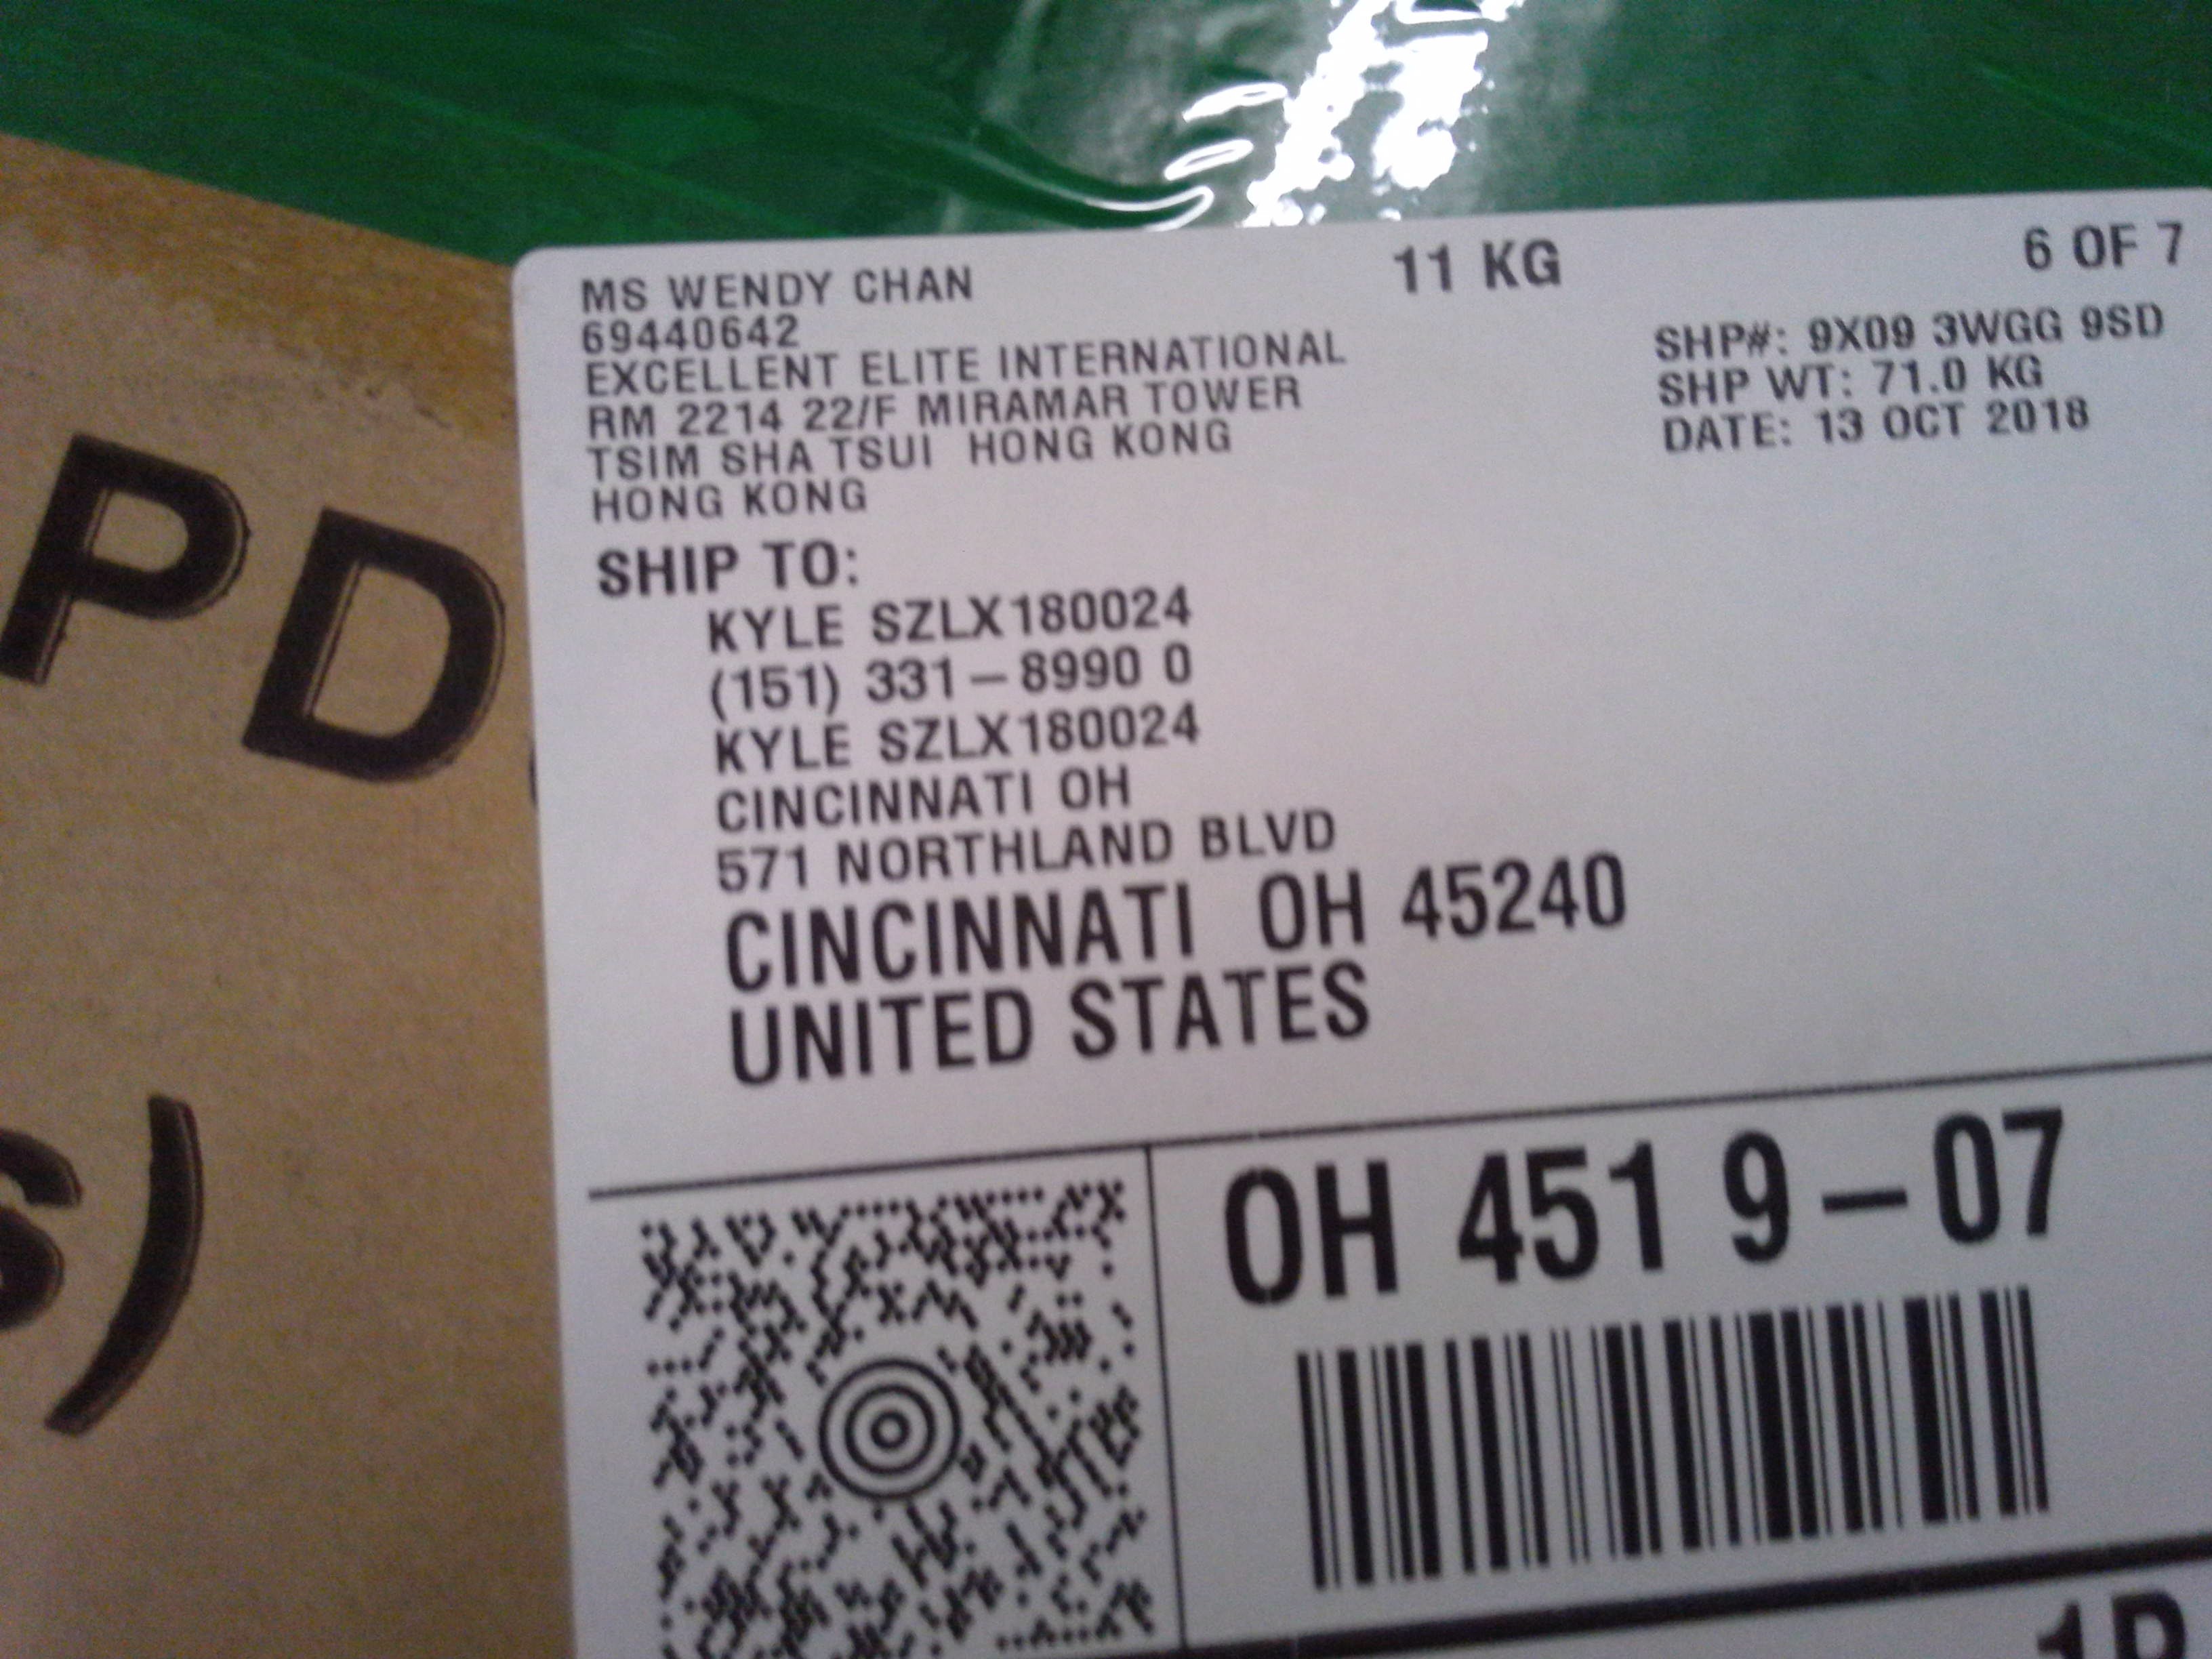 MS WENDY CHAN
69440642
EXCELLENT ELITE INTERNATIONAL
RM 2214 22/F MIRAMAR TOWER
TSIM SHA TSUI HONG KONG
HONG KONG
11 KG
6 OF 7
SHP#: 9X09 3WGG 9SD
SHP WT: 71.0 KG
DATE: 13 OCT 2018
SHIP TO:
KYLE SZLX180024
(151) 331-8990 0
KYLE SZLX180024
CINCINNATI OH
571 NORTHLAND BLVD
CINCINNATI OH 45240
UNITED STATES
OH 451 9-07
PD
S)